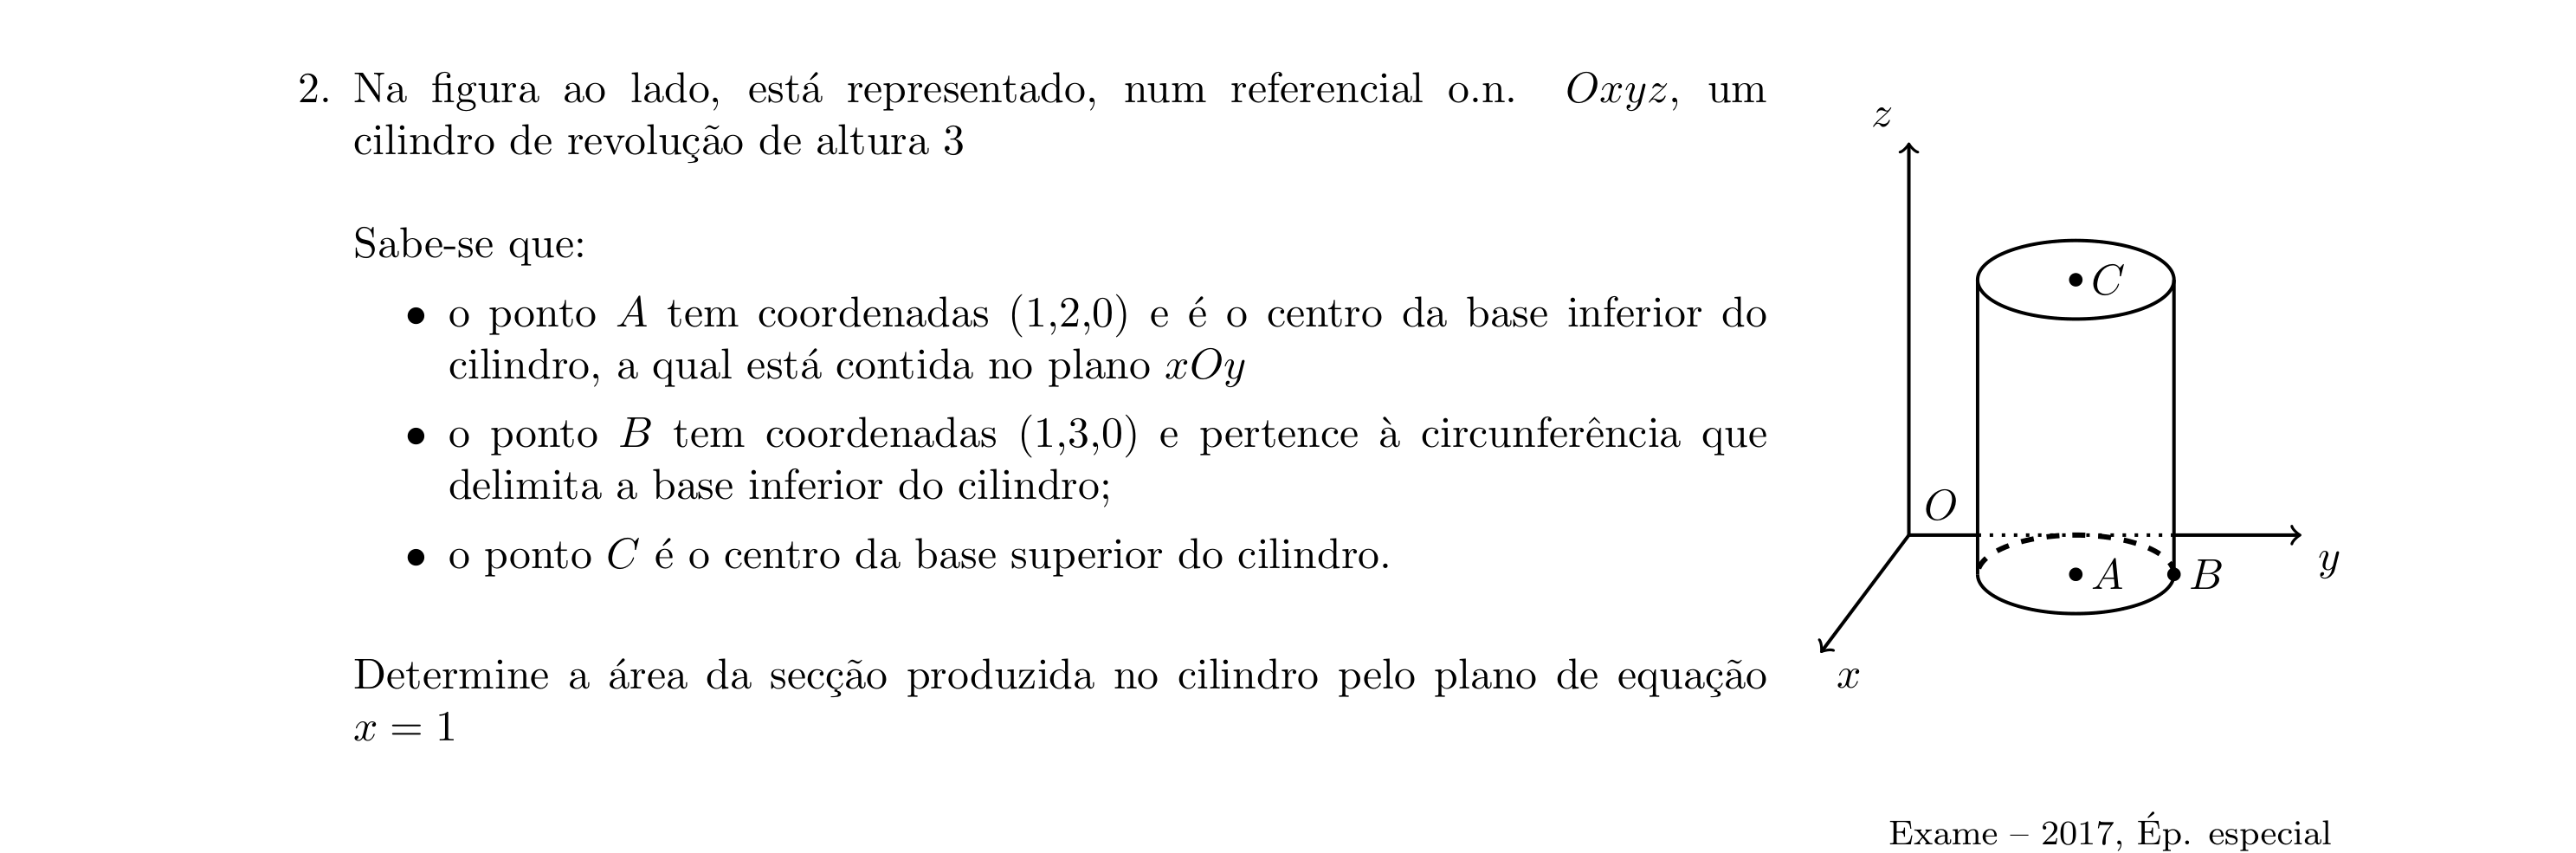 2. Na figura ao lado, está representado, num referencial o.n. Oxyz, um
cilindro de revolução de altura 3
Sabe-se que:
• o ponto A tem coordenadas (1,2,0) e é o centro da base inferior do
cilindro, a qual está contida no plano xOy
• o ponto B tem coordenadas (1,3,0) e pertence à circunferência que
delimita a base inferior do cilindro;
• o ponto C é o centro da base superior do cilindro.
Determine a área da secção produzida no cilindro pelo plano de equação
x = 1
z
C
O
A
B
y
x
Exame – 2017, Ép. especial